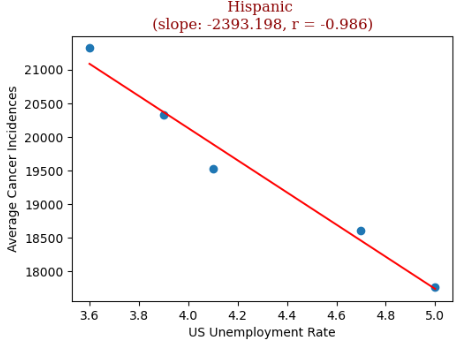 Hispanic
(slope: -2393.198, r = -0.986)
Average Cancer Incidences
21000
20500
20000
19500
19000
18500
18000
3.6 3.8 4.0 4.2 4.4 4.6 4.8 5.0
US Unemployment Rate